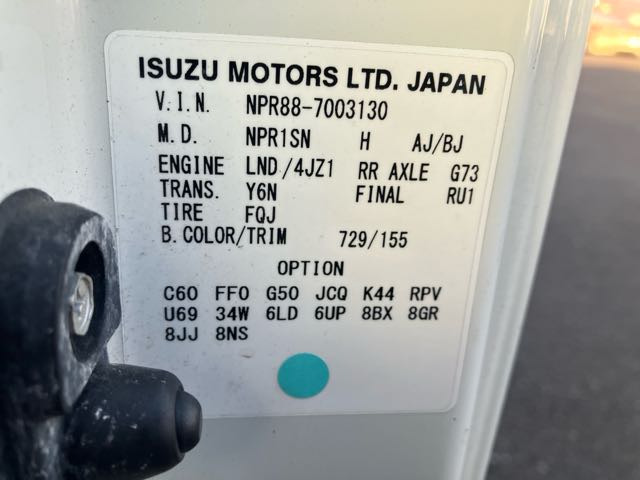 ISUZU MOTORS LTD. JAPAN
V.I.N. NPR88-7003130
M.D. NPR1SN H AJ/BJ
ENGINE LND/4JZ1 RR AXLE G73
TRANS. Y6N FINAL RU1
TIRE FQJ
B.COLOR/TRIM 729/155
OPTION
C60 FF0 G50 JCQ K44 RPV
U69 34W 6LD 6UP 8BX 8GR
8JJ 8NS